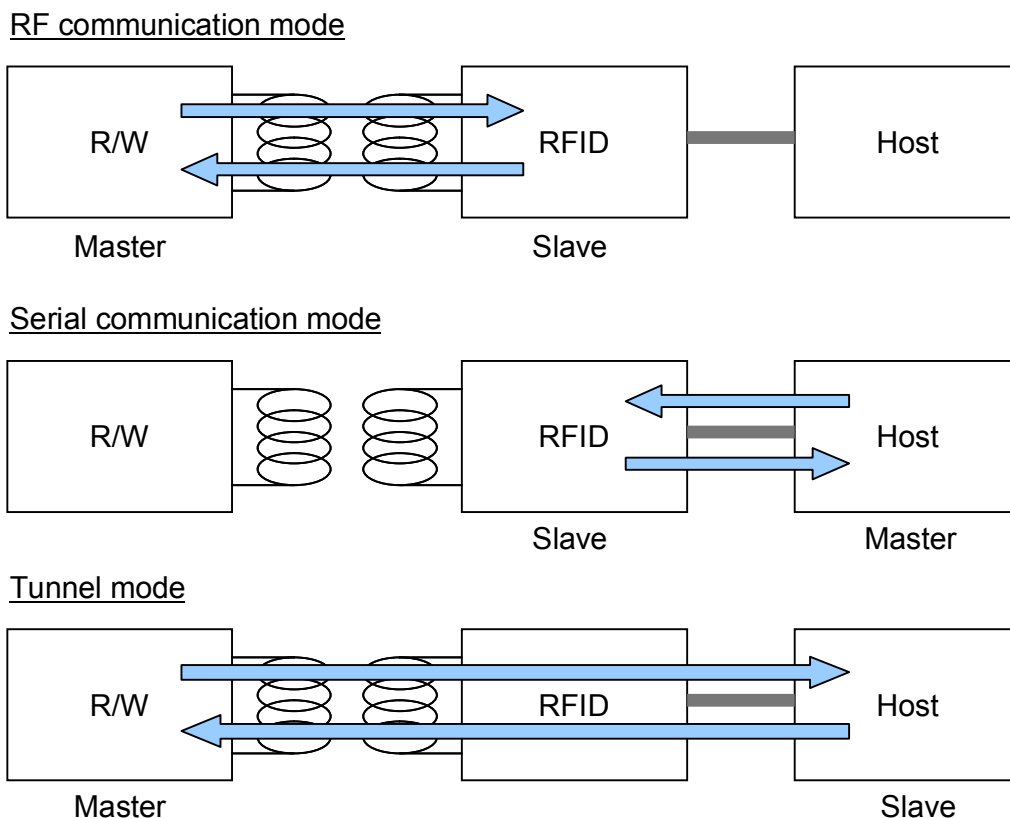 RF communication mode
R/W RFID Host
Master Slave
Serial communication mode
R/W RFID Host
Slave Master
Tunnel mode
R/W RFID Host
Master Slave